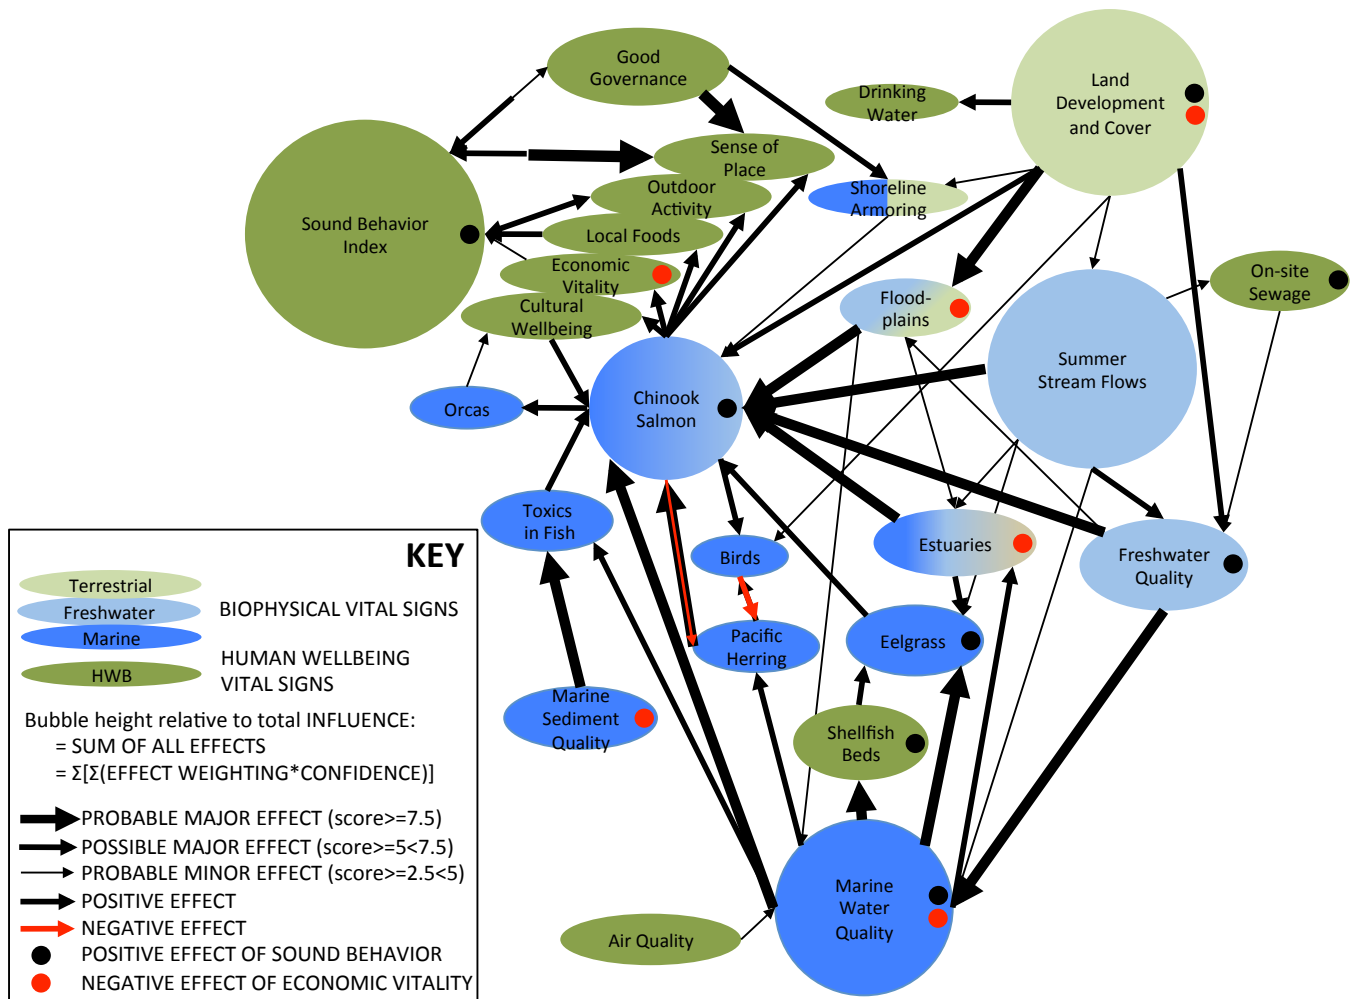 Good
Governance
Land
Development
and Cover
Drinking
Water
Sense of
Place
Shoreline
Armoring
Outdoor
Activity
Sound Behavior
Index
Local Foods
Economic
Vitality
Cultural
Wellbeing
On-site
Sewage
Flood-
plains
Summer
Stream Flows
Chinook
Salmon
Orcas
Toxics
in Fish
Birds
Estuaries
Freshwater
Quality
Pacific
Herring
Eelgrass
Marine
Sediment
Quality
Shellfish
Beds
Marine
Water
Quality
Air Quality
KEY
Terrestrial
Freshwater
BIOPHYSICAL VITAL SIGNS
Marine
HWB
HUMAN WELLBEING
VITAL SIGNS
Bubble height relative to total INFLUENCE:
= SUM OF ALL EFFECTS
= Σ[Σ(EFFECT WEIGHTING*CONFIDENCE)]
PROBABLE MAJOR EFFECT (score>=7.5)
POSSIBLE MAJOR EFFECT (score>=5<7.5)
PROBABLE MINOR EFFECT (score>=2.5<5)
POSITIVE EFFECT
NEGATIVE EFFECT
POSITIVE EFFECT OF SOUND BEHAVIOR
NEGATIVE EFFECT OF ECONOMIC VITALITY